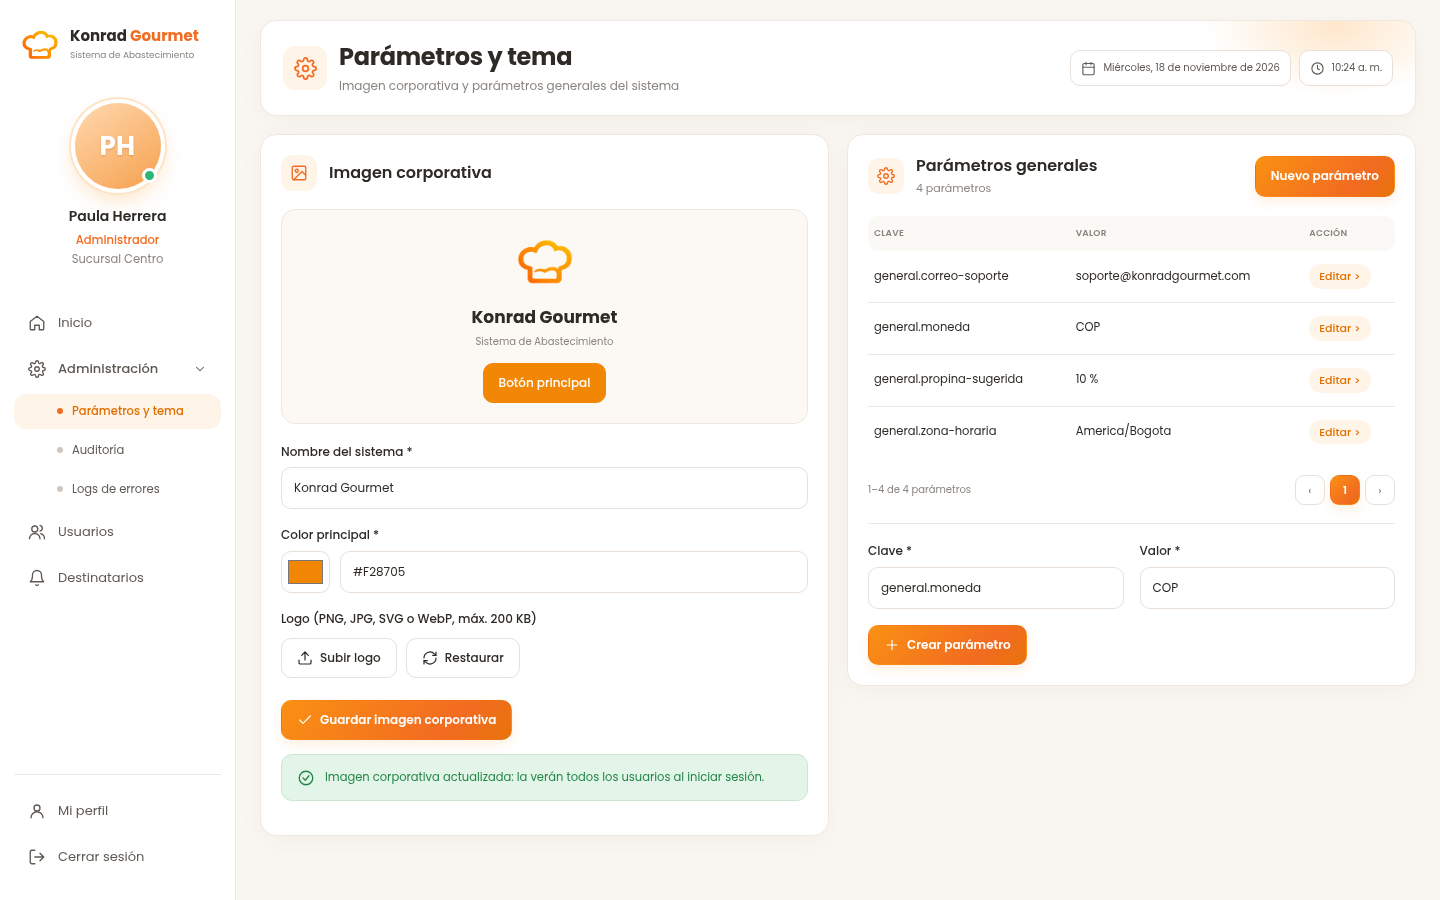 Konrad Gourmet
Sistema de Abastecimiento
PH
Paula Herrera
Administrador
Sucursal Centro
Inicio
Administración
Parámetros y tema
Auditoría
Logs de errores
Usuarios
Destinatarios
Mi perfil
Cerrar sesión
Parámetros y tema
Imagen corporativa y parámetros generales del sistema
Miércoles, 18 de noviembre de 2026
10:24 a. m.
Imagen corporativa
Konrad Gourmet
Sistema de Abastecimiento
Botón principal
Nombre del sistema *
Konrad Gourmet
Color principal *
#F28705
Logo (PNG, JPG, SVG o WebP, máx. 200 KB)
Subir logo
Restaurar
Guardar imagen corporativa
Imagen corporativa actualizada: la verán todos los usuarios al iniciar sesión.
Parámetros generales
4 parámetros
Nuevo parámetro
CLAVE VALOR ACCIÓN
general.correo-soporte soporte@konradgourmet.com Editar ›
general.moneda COP Editar ›
general.propina-sugerida 10 % Editar ›
general.zona-horaria America/Bogota Editar ›
1–4 de 4 parámetros
‹ 1 ›
Clave * Valor *
general.moneda COP
Crear parámetro